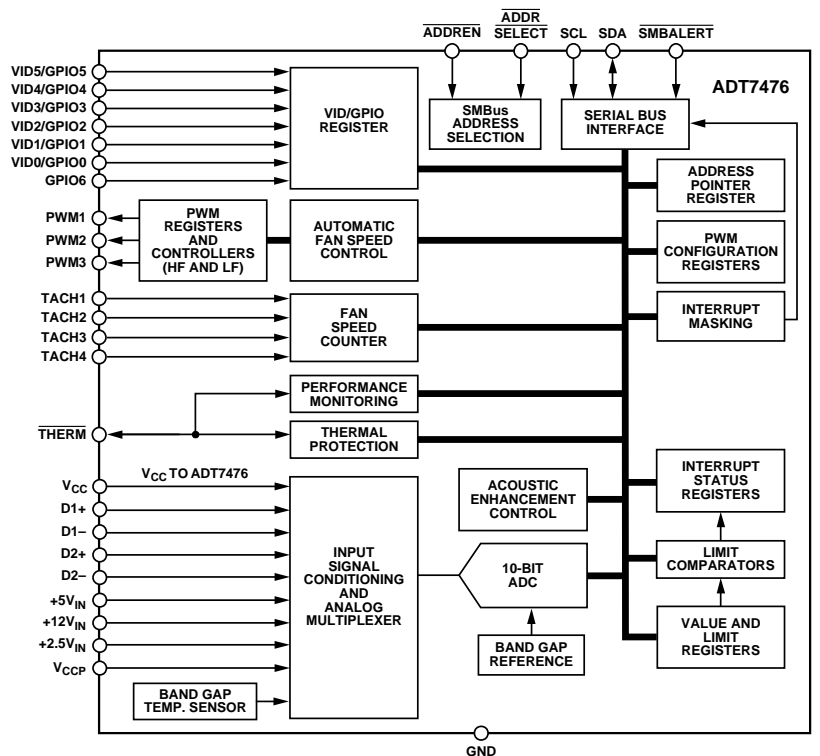 ADDREN
ADDR
SELECT
SCL
SDA
SMBALERT
ADT7476
VID5/GPIO5
VID4/GPIO4
VID3/GPIO3
VID2/GPIO2
VID1/GPIO1
VID0/GPIO0
GPIO6
VID/GPIO
REGISTER
SMBus
ADDRESS
SELECTION
SERIAL BUS
INTERFACE
ADDRESS
POINTER
REGISTER
PWM1
PWM2
PWM3
PWM
REGISTERS
AND
CONTROLLERS
(HF AND LF)
AUTOMATIC
FAN SPEED
CONTROL
PWM
CONFIGURATION
REGISTERS
TACH1
TACH2
TACH3
TACH4
FAN
SPEED
COUNTER
INTERRUPT
MASKING
PERFORMANCE
MONITORING
THERM
THERMAL
PROTECTION
VCC
D1+
D1–
D2+
D2–
+5VIN
+12VIN
+2.5VIN
VCCP
VCC TO ADT7476
INPUT
SIGNAL
CONDITIONING
AND
ANALOG
MULTIPLEXER
ACOUSTIC
ENHANCEMENT
CONTROL
INTERRUPT
STATUS
REGISTERS
10-BIT
ADC
LIMIT
COMPARATORS
BAND GAP
REFERENCE
VALUE AND
LIMIT
REGISTERS
BAND GAP
TEMP. SENSOR
GND